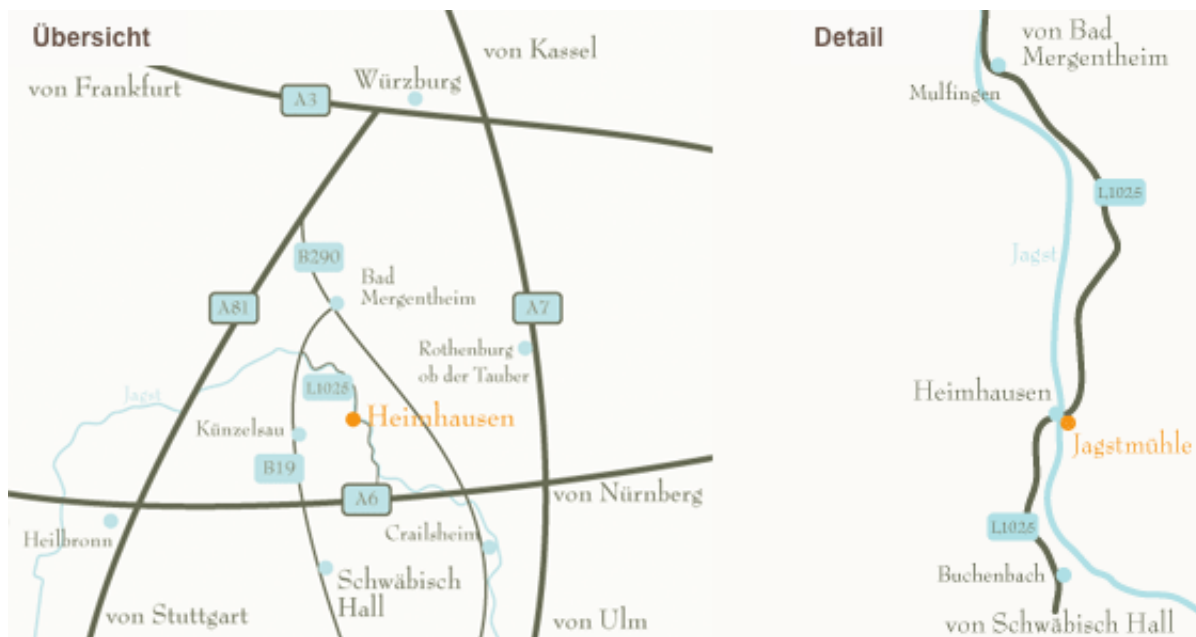 Übersicht
von Kassel
von Frankfurt
Würzburg
A3
B290
Bad
Mergentheim
A81
A7
Rothenburg
ob der Tauber
Jagst
L1025
Heimhausen
Künzelsau
B19
A6
von Nürnberg
Heilbronn
Crailsheim
Schwäbisch
Hall
von Stuttgart
von Ulm
Detail
von Bad
Mergentheim
Mulfingen
L1025
Jagst
Heimhausen
Jagstmühle
L1025
Buchenbach
von Schwäbisch Hall